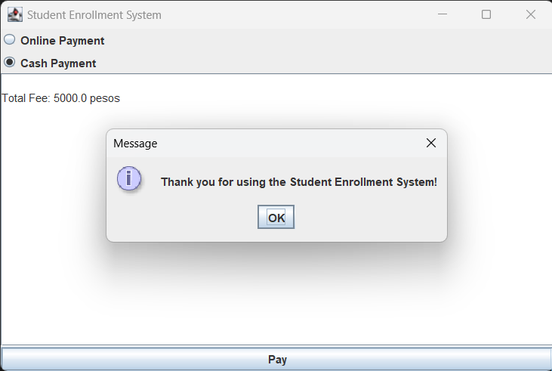 Student Enrollment System
Online Payment
Cash Payment
Total Fee: 5000.0 pesos
Message
i
Thank you for using the Student Enrollment System!
OK
Pay